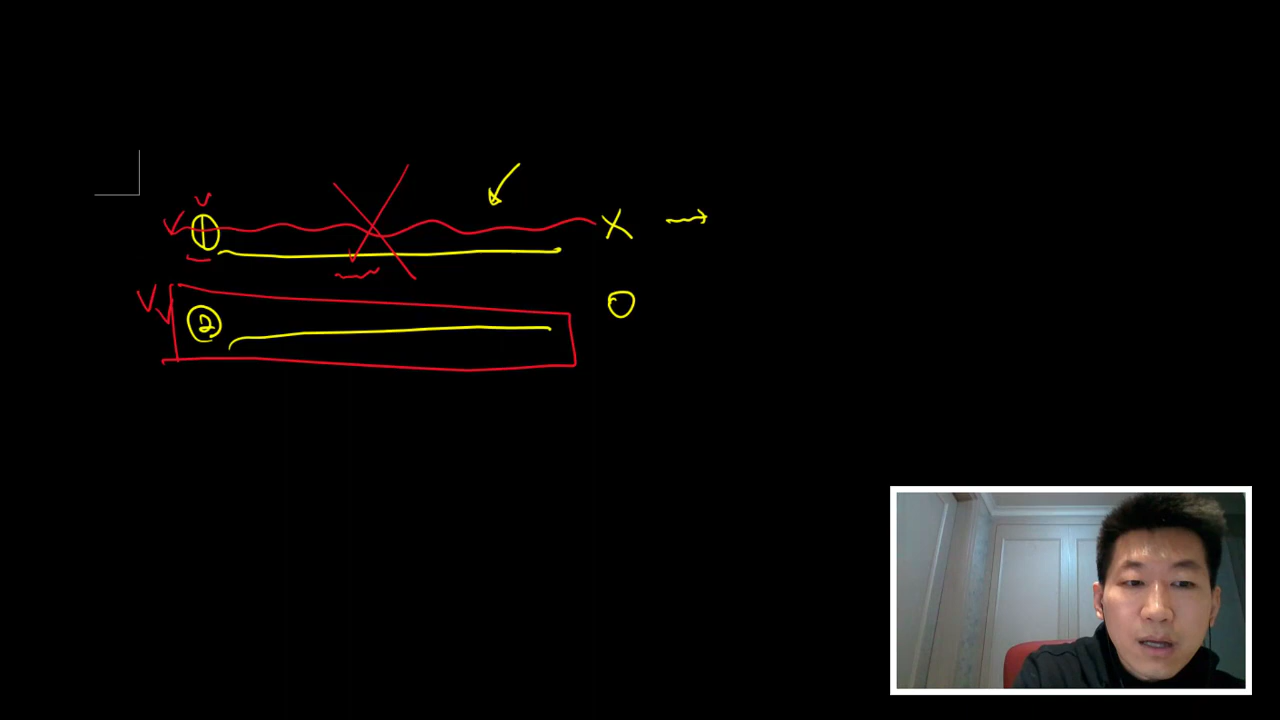 ① X →
② O